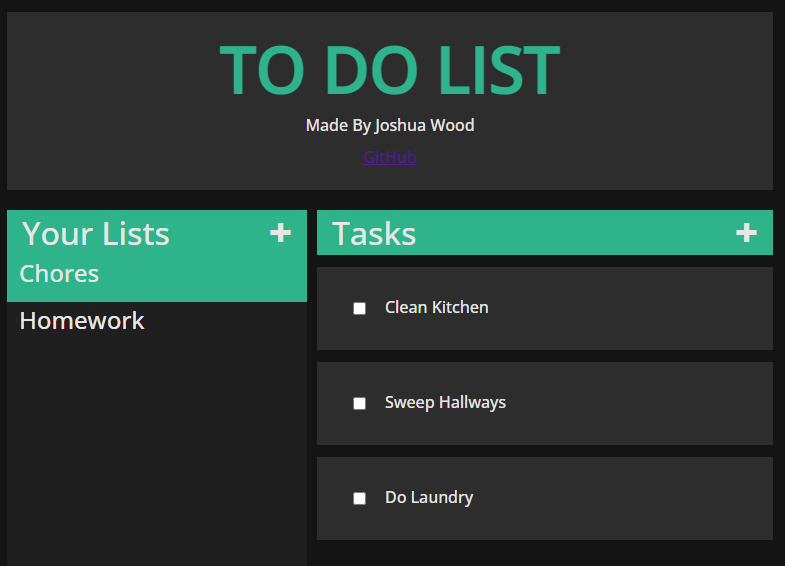 TO DO LIST
Made By Joshua Wood
GitHub
Your Lists +
Chores
Homework
Tasks +
Clean Kitchen
Sweep Hallways
Do Laundry